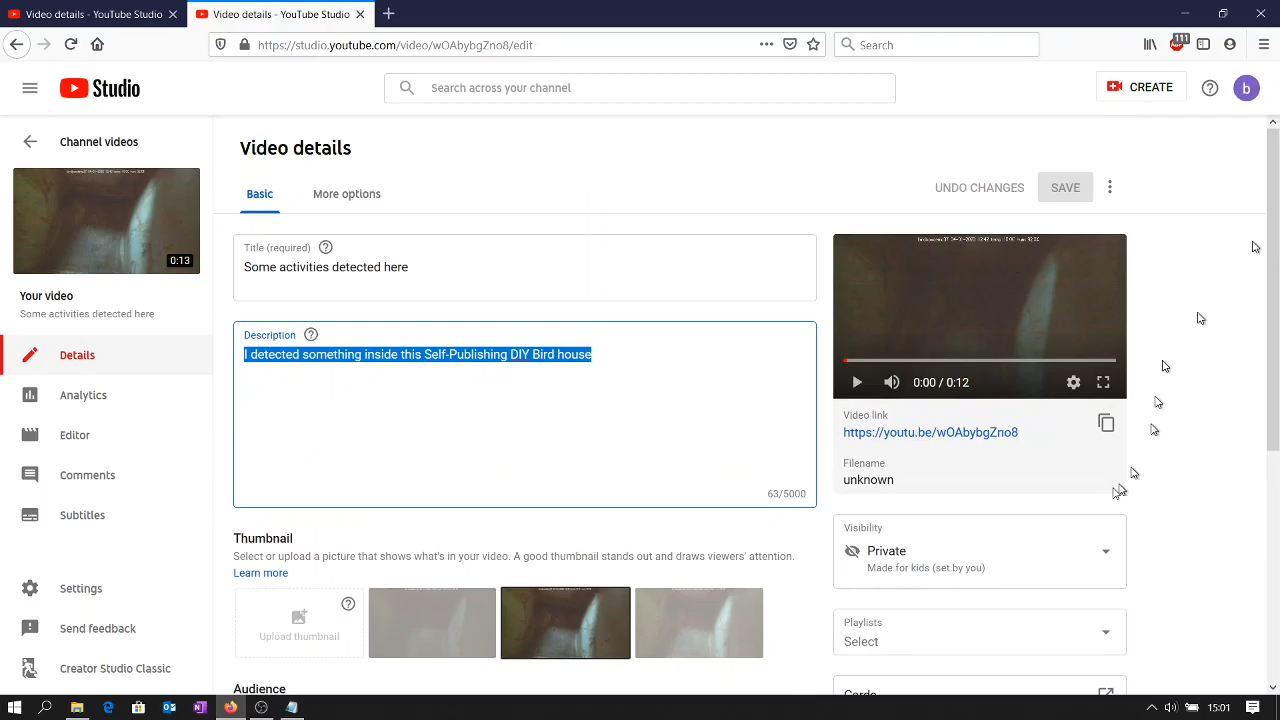 Video details - YouTube Studio
Video details - YouTube Studio
https://studio.youtube.com/video/wOAbybgZno8/edit
Search
111
Studio
Search across your channel
CREATE
b
Channel videos
0:13
Your video
Some activities detected here
Details
Analytics
Editor
Comments
Subtitles
Settings
Send feedback
Creator Studio Classic
Video details
Basic
More options
UNDO CHANGES
SAVE
Title (required)
Some activities detected here
Description
I detected something inside this Self-Publishing DIY Bird house
63/5000
Thumbnail
Select or upload a picture that shows what's in your video. A good thumbnail stands out and draws viewers' attention.
Learn more
Upload thumbnail
Audience
0:00 / 0:12
Video link
https://youtu.be/wOAbybgZno8
Filename
unknown
Visibility
Private
Made for kids (set by you)
Playlists
Select
Cards
15:01